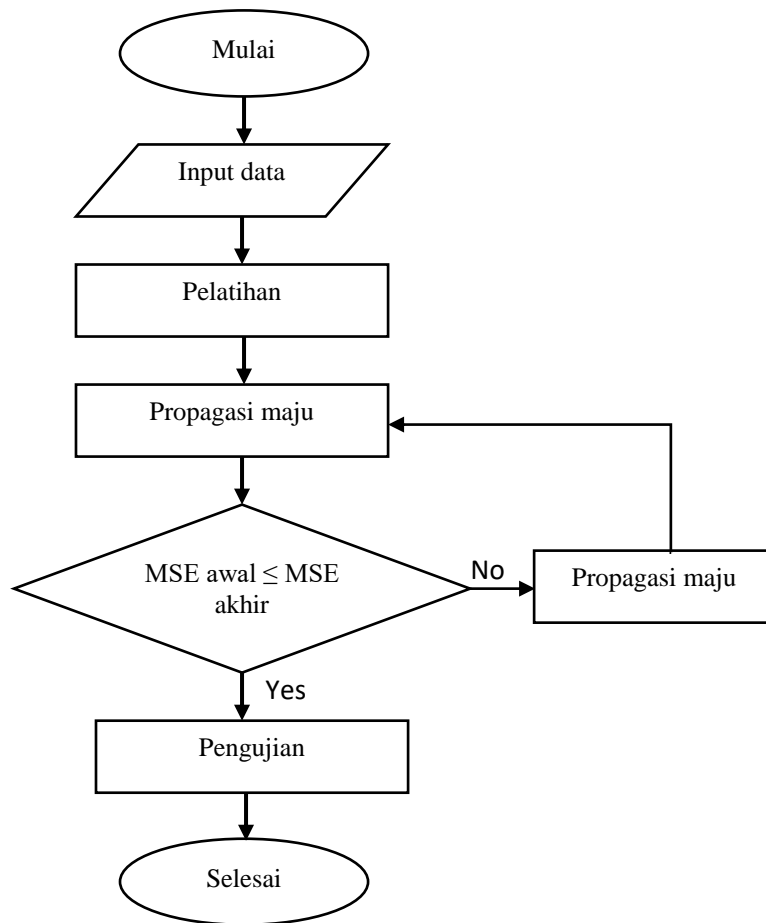 Mulai
Input data
Pelatihan
Propagasi maju
MSE awal ≤ MSE
akhir
No
Propagasi maju
Yes
Pengujian
Selesai